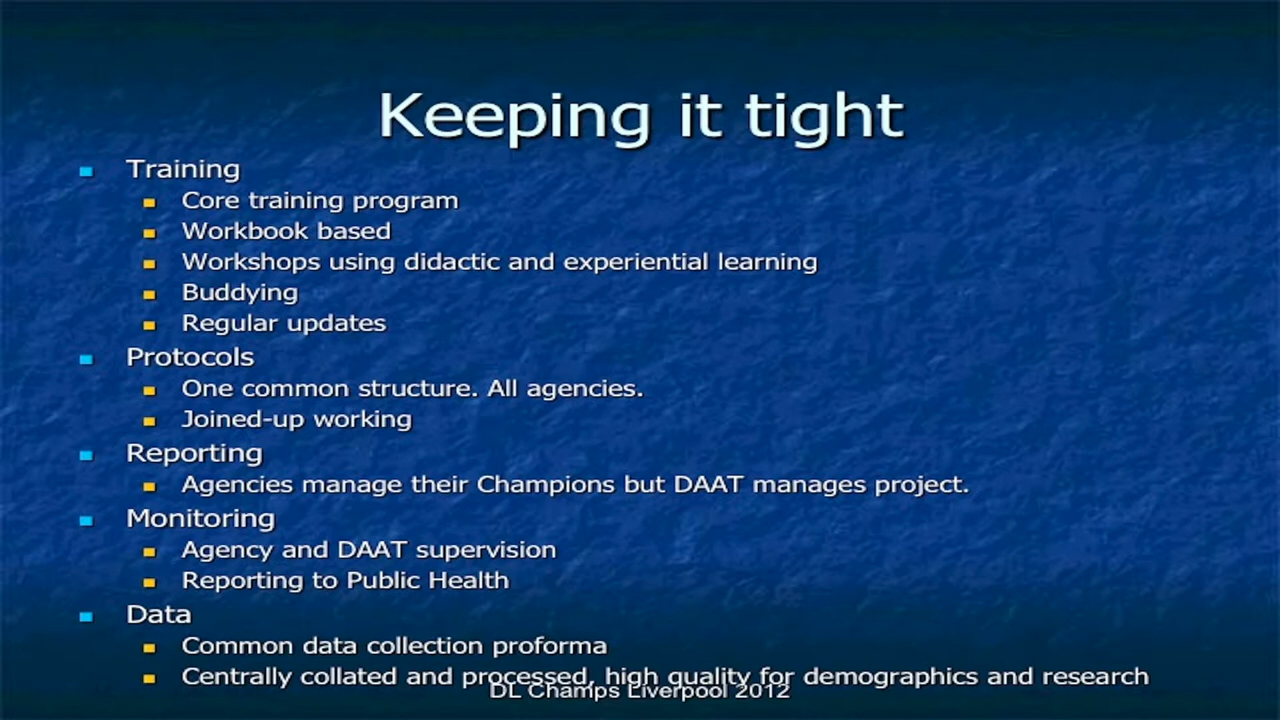 Keeping it tight
Training
Core training program
Workbook based
Workshops using didactic and experiential learning
Buddying
Regular updates
Protocols
One common structure. All agencies.
Joined-up working
Reporting
Agencies manage their Champions but DAAT manages project.
Monitoring
Agency and DAAT supervision
Reporting to Public Health
Data
Common data collection proforma
Centrally collated and processed, high quality for demographics and research
DL Champs Liverpool 2012